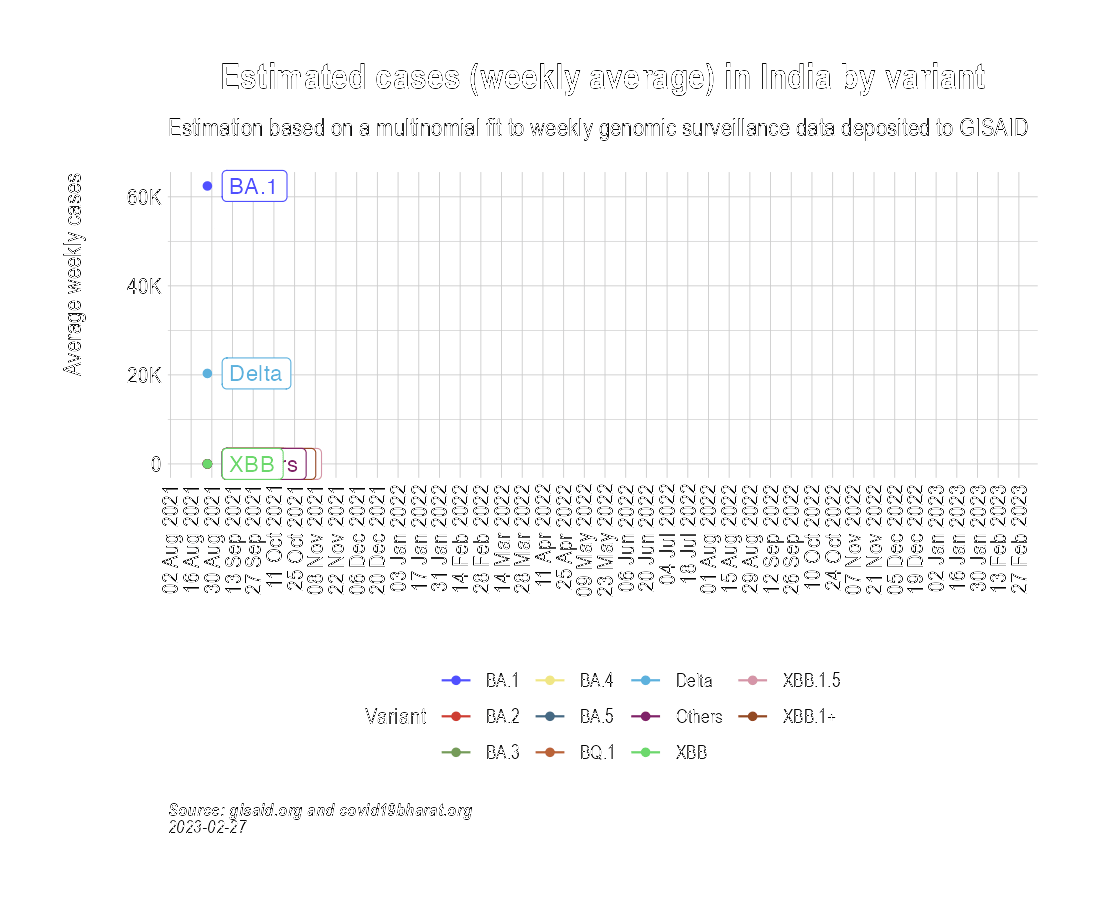 Estimated cases (weekly average) in India by variant
Estimation based on a multinomial fit to weekly genomic surveillance data deposited to GISAID
Average weekly cases
60K
40K
20K
0
BA.1
Delta
XBB
rs
02 Aug 2021
16 Aug 2021
30 Aug 2021
13 Sep 2021
27 Sep 2021
11 Oct 2021
25 Oct 2021
08 Nov 2021
22 Nov 2021
06 Dec 2021
20 Dec 2021
03 Jan 2022
17 Jan 2022
31 Jan 2022
14 Feb 2022
28 Feb 2022
14 Mar 2022
28 Mar 2022
11 Apr 2022
25 Apr 2022
09 May 2022
23 May 2022
06 Jun 2022
20 Jun 2022
04 Jul 2022
18 Jul 2022
01 Aug 2022
15 Aug 2022
29 Aug 2022
12 Sep 2022
26 Sep 2022
10 Oct 2022
24 Oct 2022
07 Nov 2022
21 Nov 2022
05 Dec 2022
19 Dec 2022
02 Jan 2023
16 Jan 2023
30 Jan 2023
13 Feb 2023
27 Feb 2023
Variant
BA.1
BA.2
BA.3
BA.4
BA.5
BQ.1
Delta
Others
XBB
XBB.1.5
XBB.1+
Source: gisaid.org and covid19bharat.org
2023-02-27